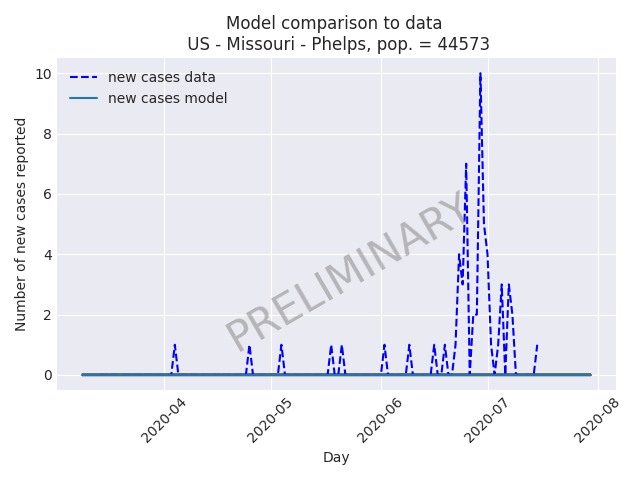 Model comparison to data
US - Missouri - Phelps, pop. = 44573
new cases data
new cases model
Number of new cases reported
10
8
6
4
2
0
PRELIMINARY
2020-04
2020-05
2020-06
2020-07
2020-08
Day